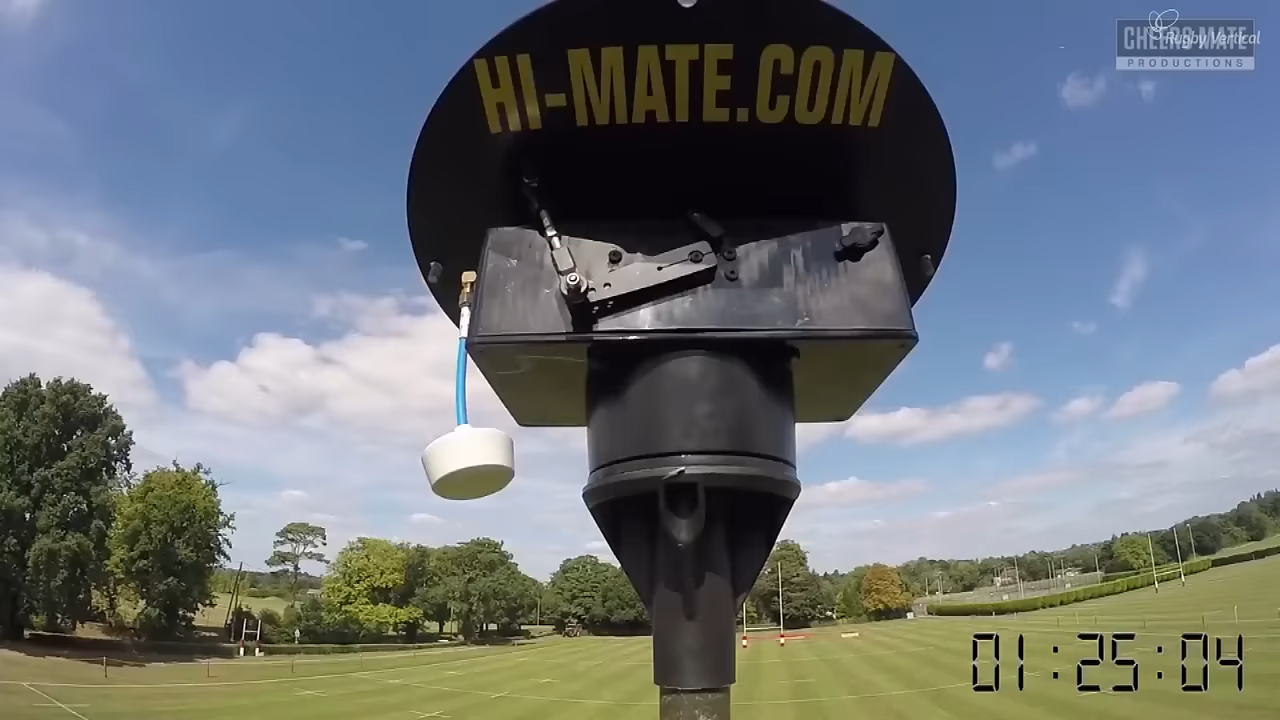 HI-MATE.COM
CHEERS MATE
Rugby Vertical
PRODUCTIONS
01:25:04